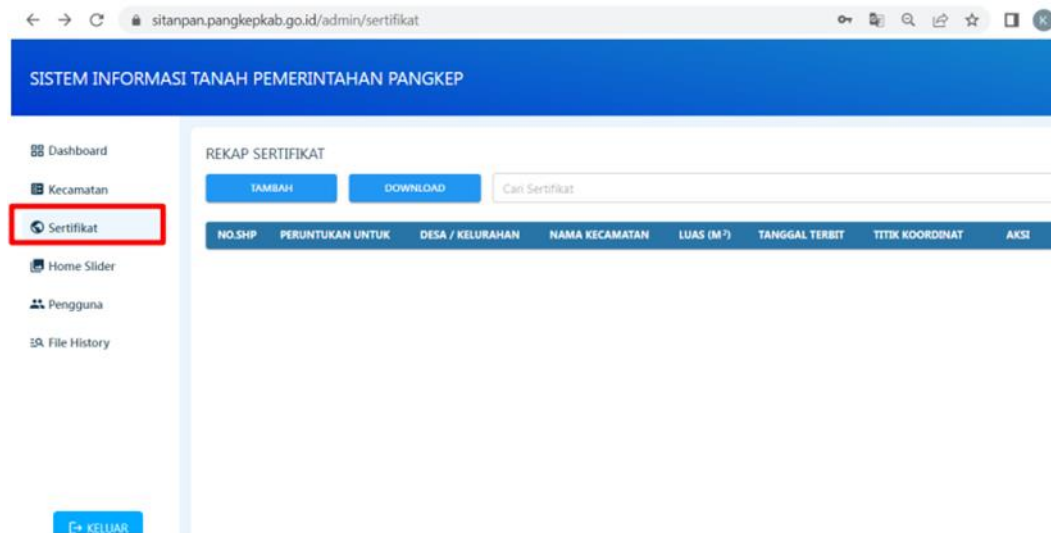 sitanpan.pangkepkab.go.id/admin/sertifikat
K
SISTEM INFORMASI TANAH PEMERINTAHAN PANGKEP
Dashboard
Kecamatan
Sertifikat
Home Slider
Pengguna
File History
KELUAR
REKAP SERTIFIKAT
TAMBAH DOWNLOAD Cari Sertifikat
NO.SHP PERUNTUKAN UNTUK DESA / KELURAHAN NAMA KECAMATAN LUAS (M²) TANGGAL TERBIT TITIK KOORDINAT AKSI